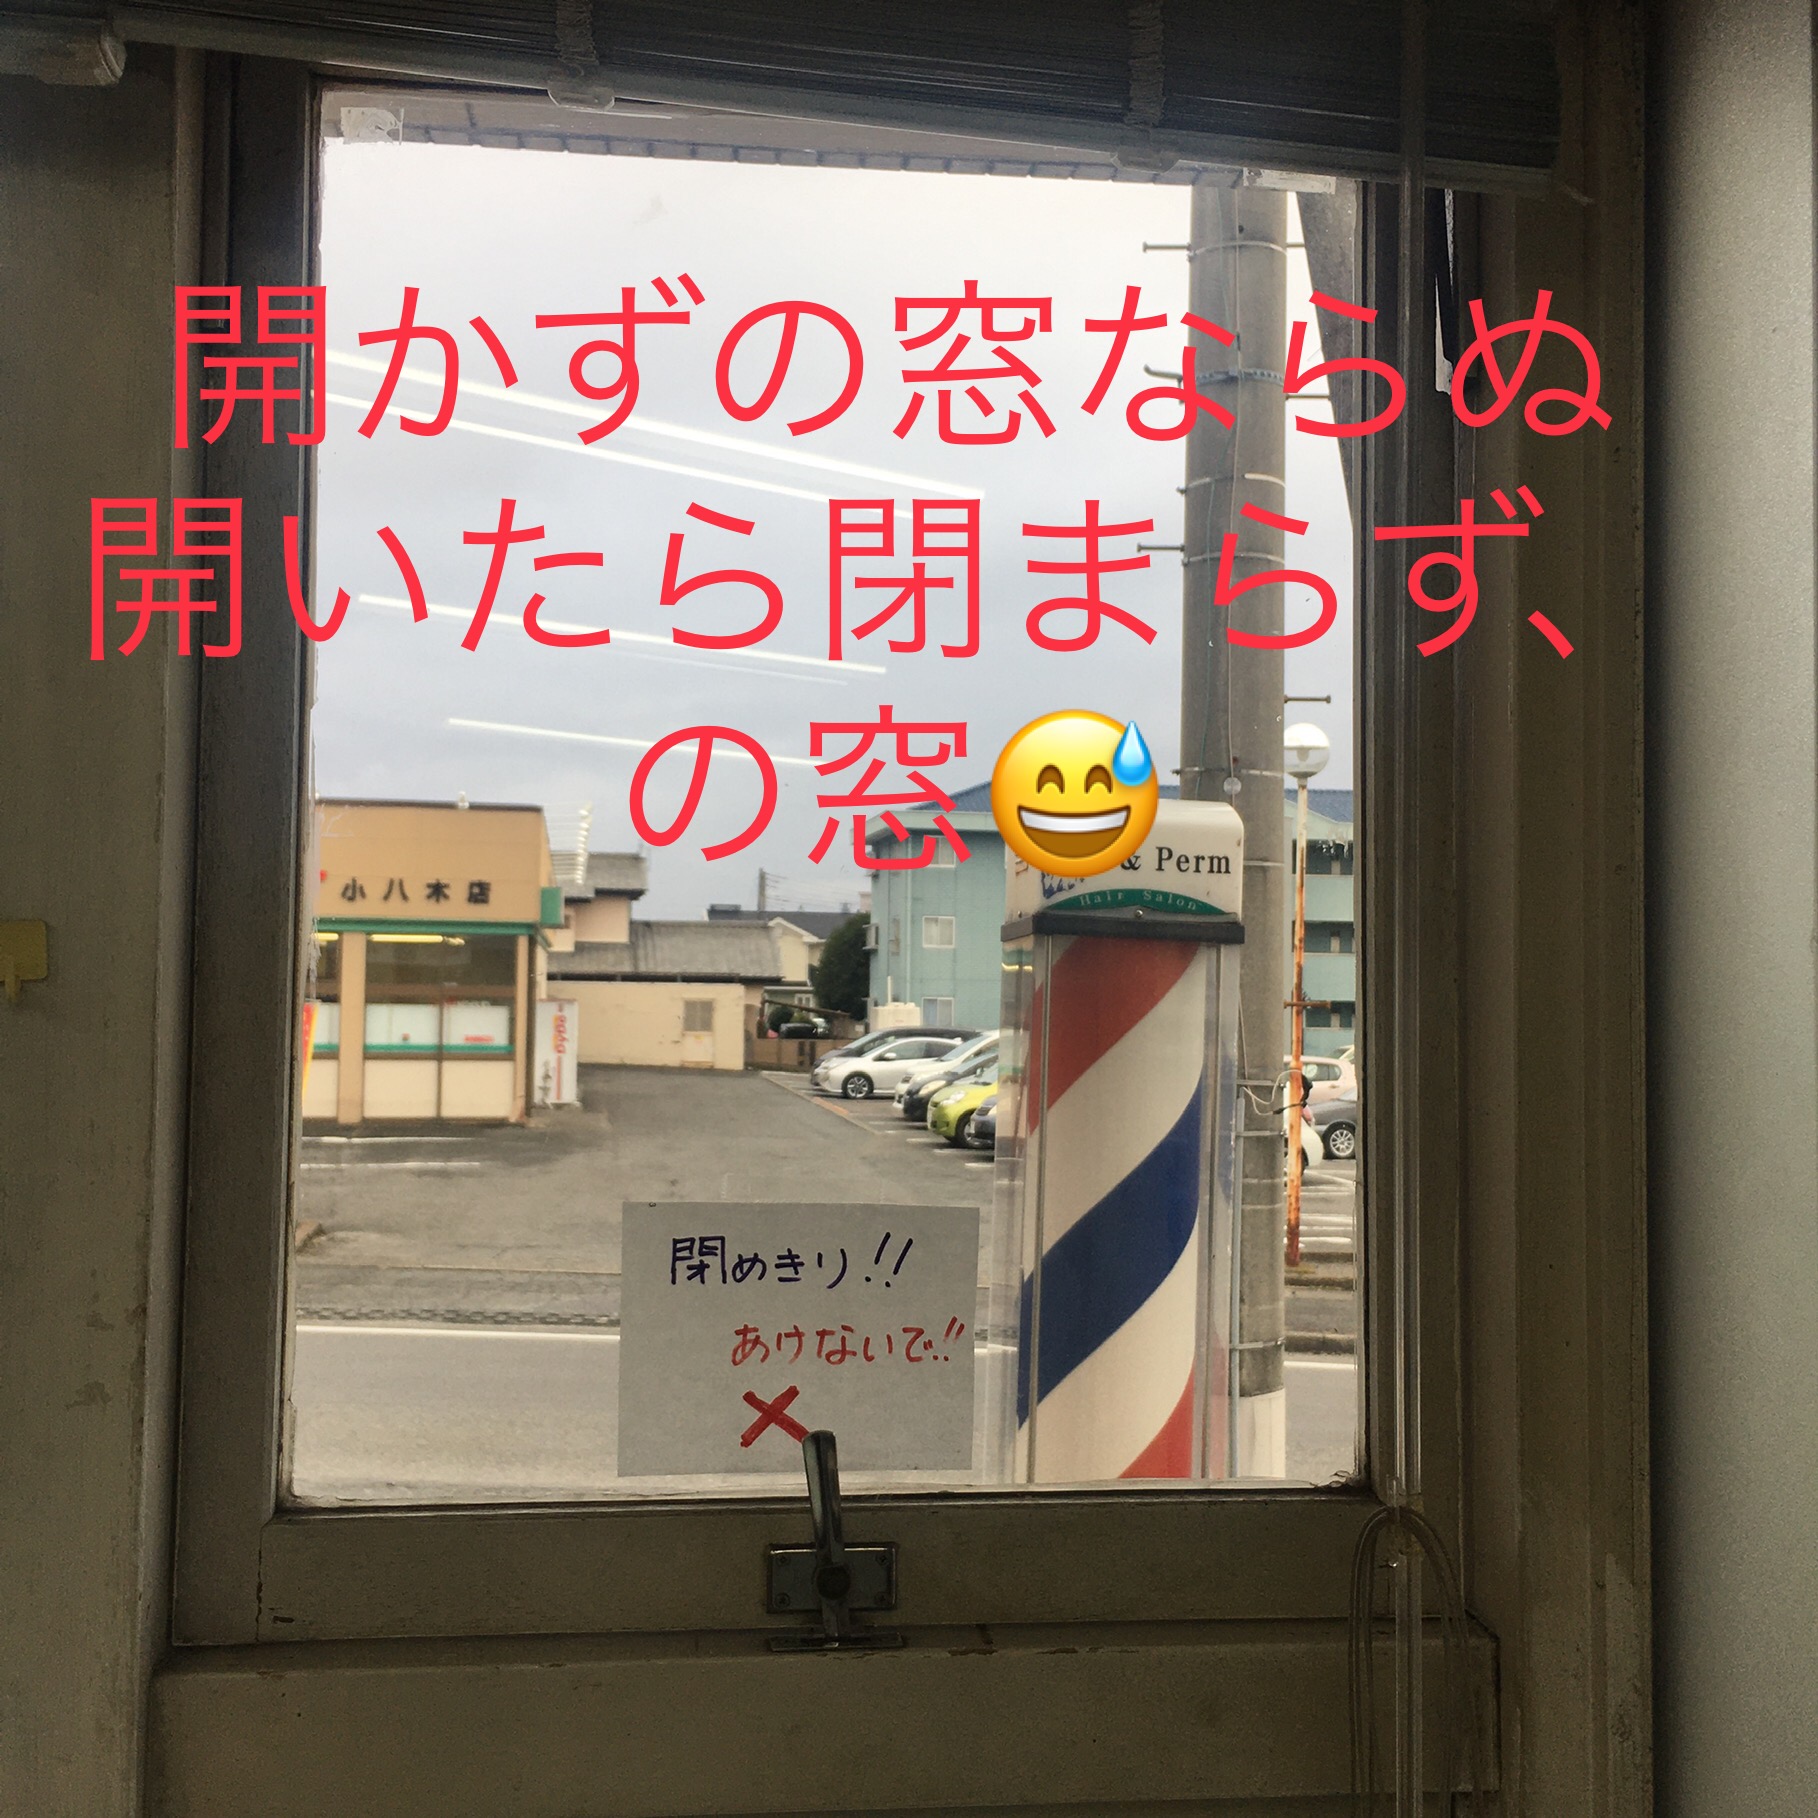 開かずの窓ならぬ
開いたら閉まらず、
の窓😅
小八木店
& Perm
Hair Salon
DyDo
閉めきり!!
あけないで!!
×